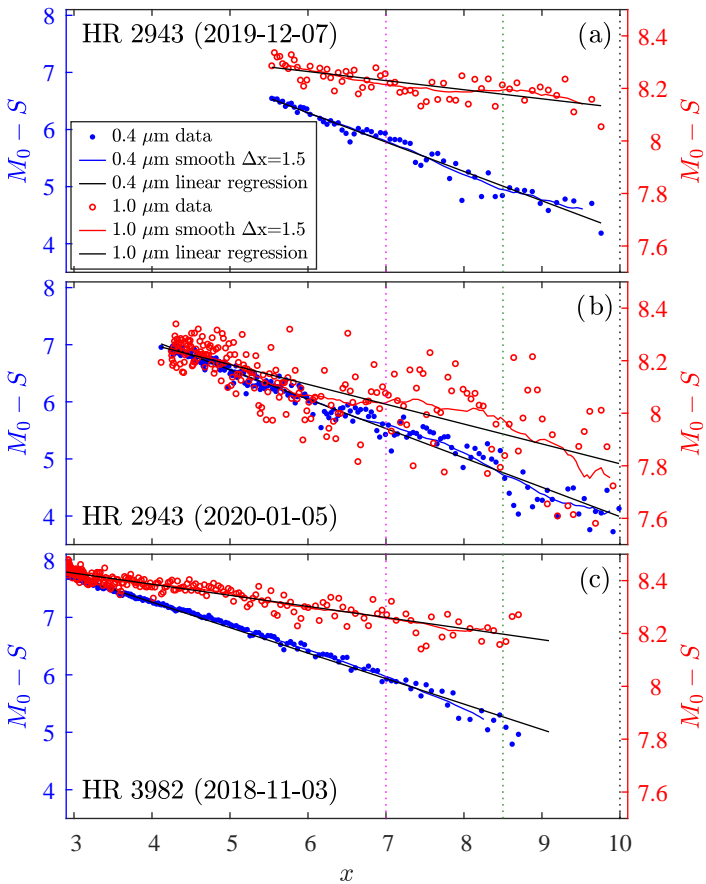 HR 2943 (2019-12-07)
(a)
8
7
6
5
4
M₀ − S
8.4
8.2
8
7.8
7.6
M₀ − S
0.4 μm data
0.4 μm smooth Δx=1.5
0.4 μm linear regression
1.0 μm data
1.0 μm smooth Δx=1.5
1.0 μm linear regression
(b)
8
7
6
5
4
M₀ − S
8.4
8.2
8
7.8
7.6
M₀ − S
HR 2943 (2020-01-05)
(c)
8
7
6
5
4
M₀ − S
8.4
8.2
8
7.8
7.6
M₀ − S
HR 3982 (2018-11-03)
3 4 5 6 7 8 9 10
x